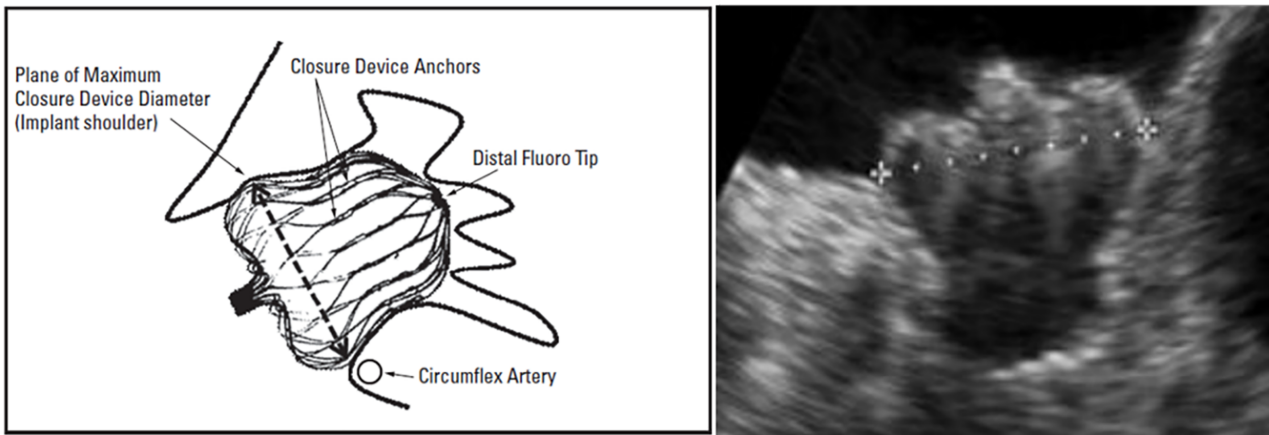 Plane of Maximum
Closure Device Diameter
(Implant shoulder)
Closure Device Anchors
Distal Fluoro Tip
Circumflex Artery